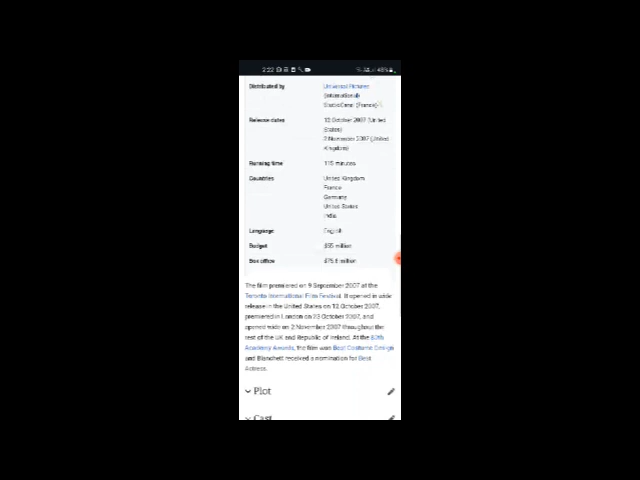 2:22
Distributed by
Universal Pictures
(International)
StudioCanal (France)
Release dates
12 October 2007 (United
States)
2 November 2007 (United
Kingdom)
Running time
115 minutes
Countries
United Kingdom
France
Germany
United States
India
Language
English
Budget
$55 million
Box office
$75.8 million
The film premiered on 9 September 2007 at the
Toronto International Film Festival. It opened in wide
release in the United States on 12 October 2007,
premiered in London on 23 October 2007, and
opened wide on 2 November 2007 throughout the
rest of the UK and Republic of Ireland. At the 80th
Academy Awards, the film won Best Costume Design
and Blanchett received a nomination for Best
Actress.
Plot
Cast